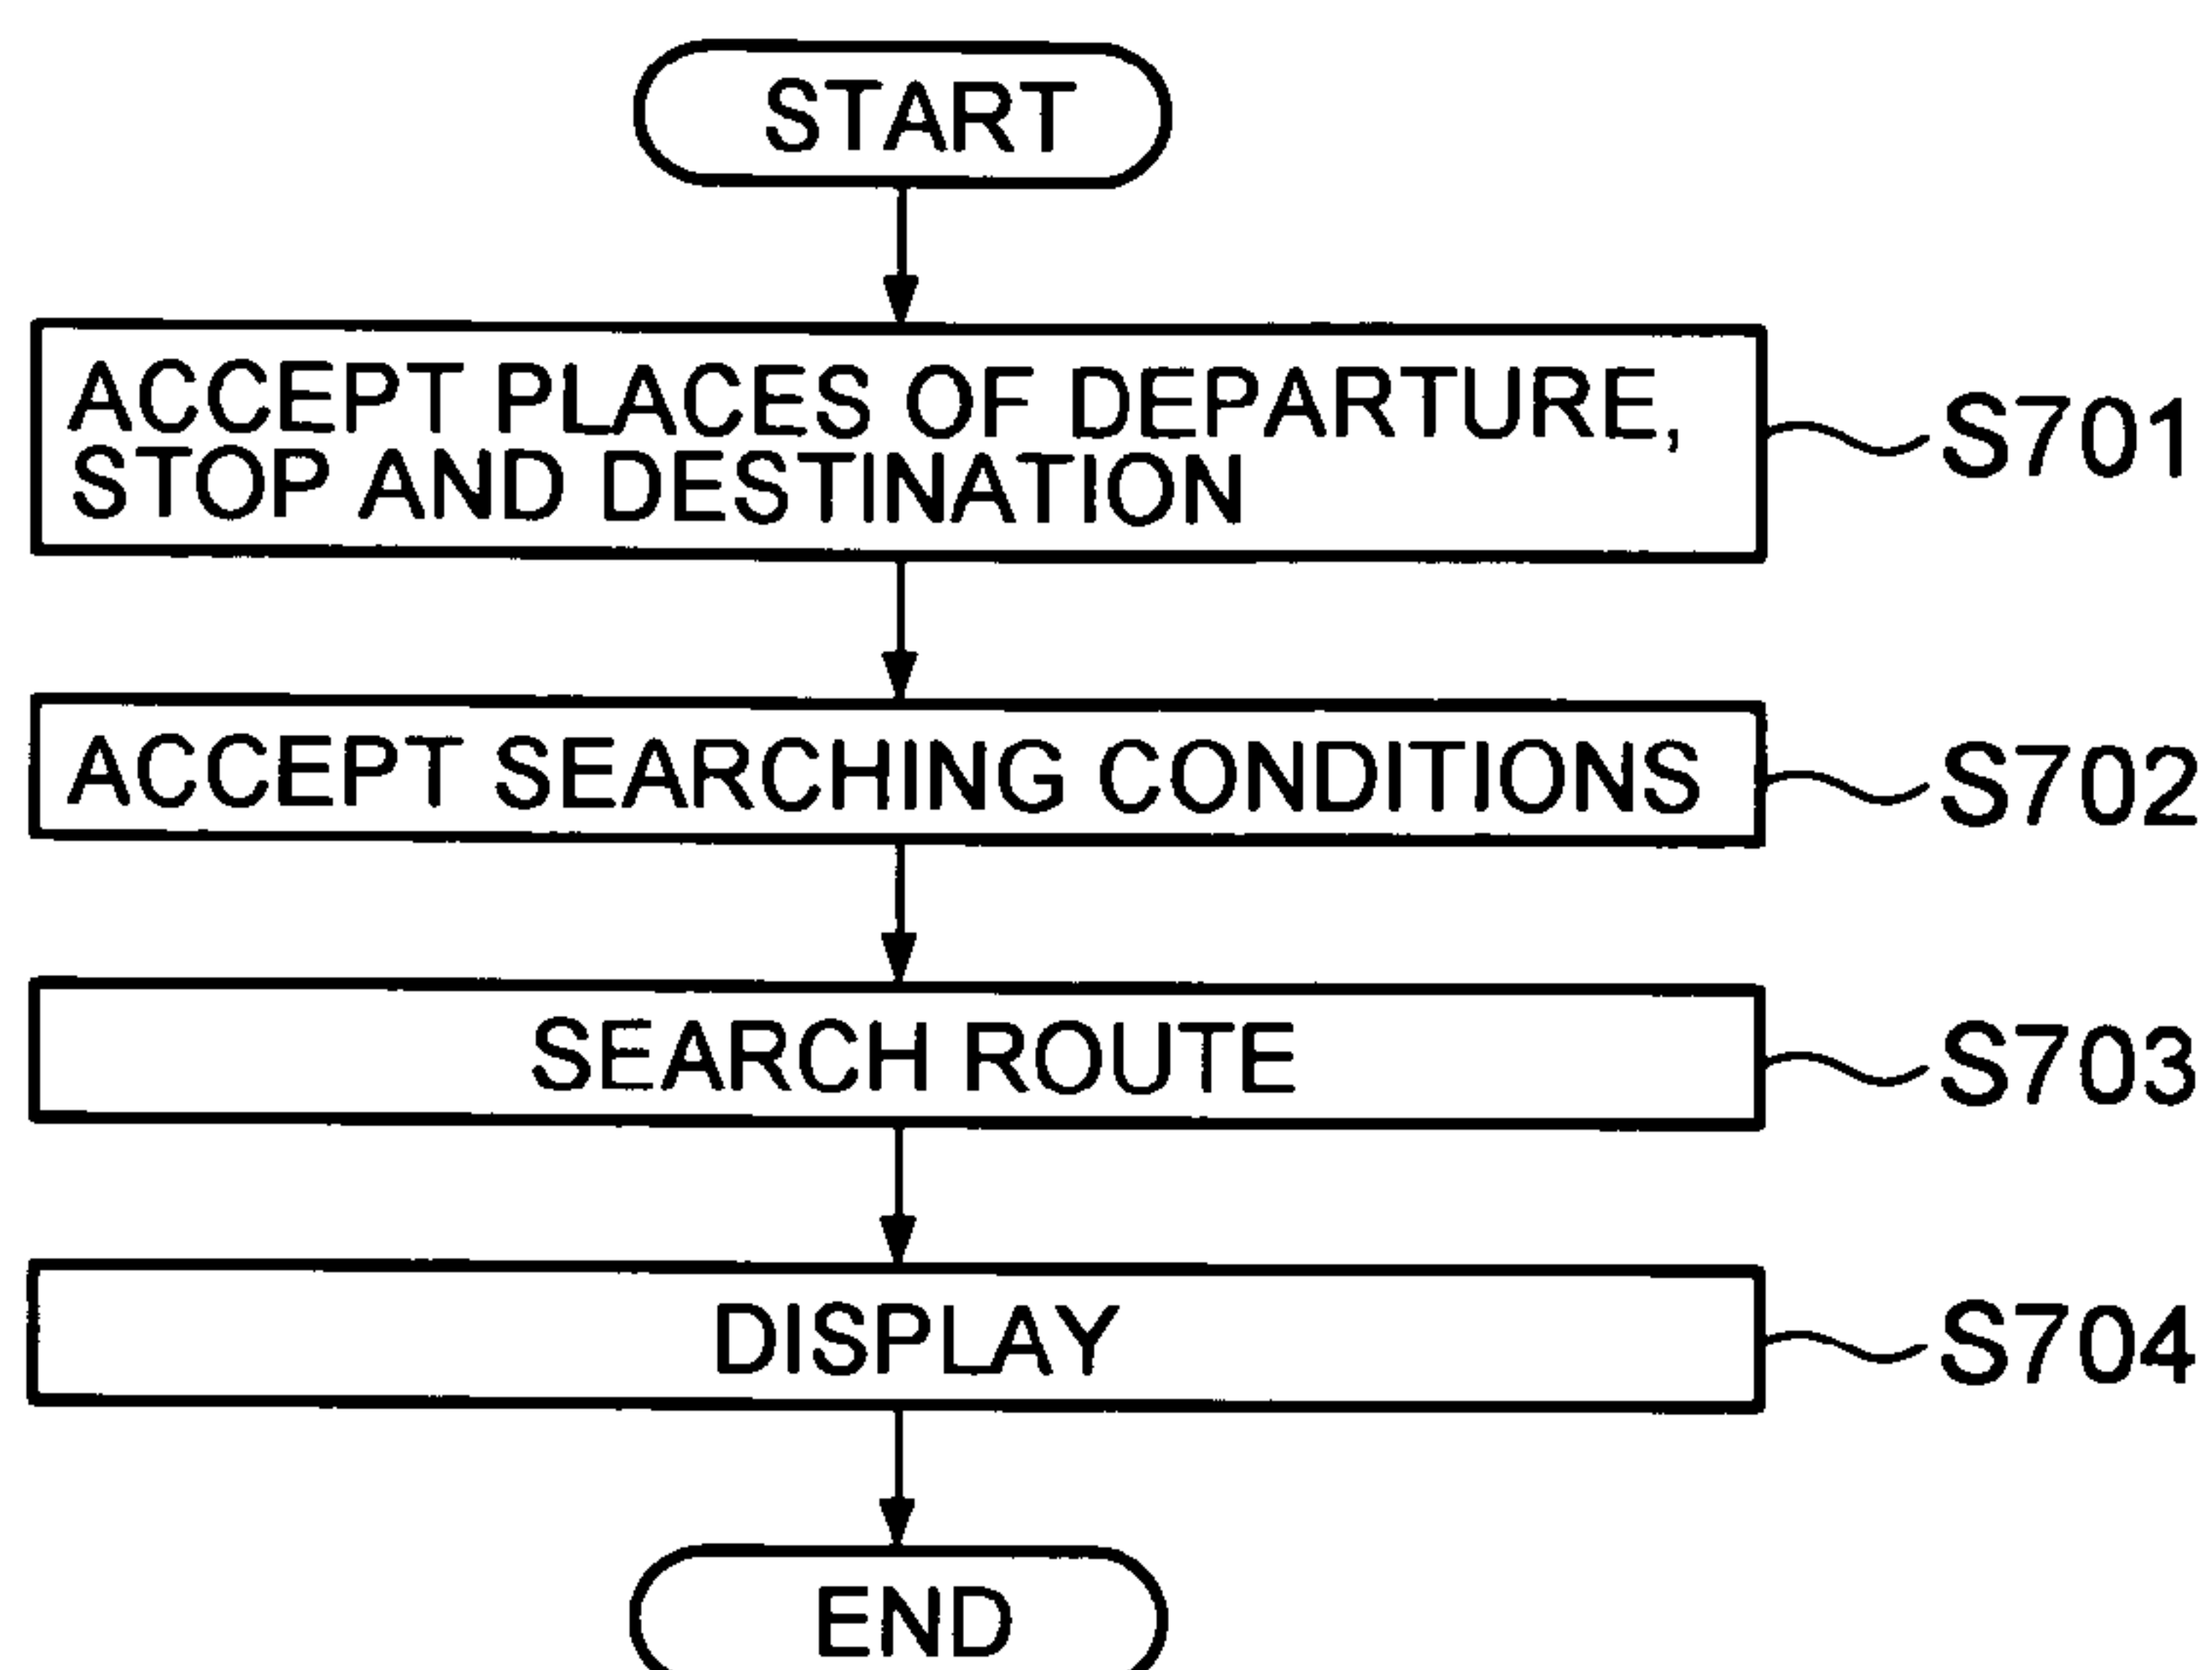 START
ACCEPT PLACES OF DEPARTURE,
STOP AND DESTINATION
S701
ACCEPT SEARCHING CONDITIONS
S702
SEARCH ROUTE
S703
DISPLAY
S704
END